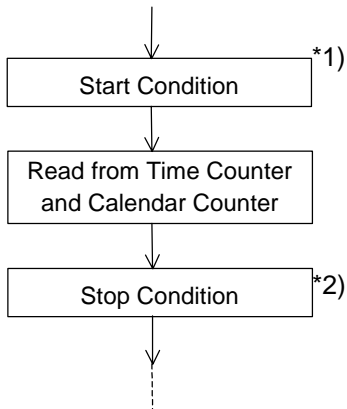 *1)
Start Condition
Read from Time Counter
and Calendar Counter
*2)
Stop Condition